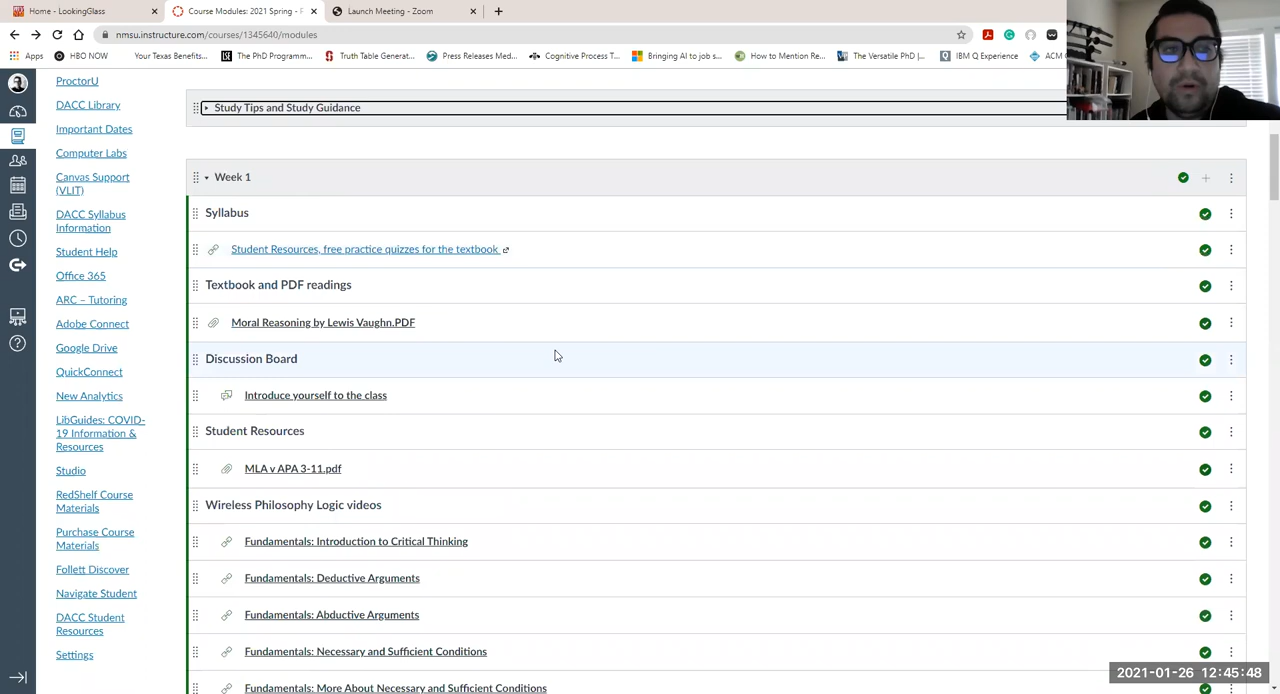 Home - LookingGlass
Course Modules: 2021 Spring - F
Launch Meeting - Zoom
nmsu.instructure.com/courses/1345640/modules
Apps
HBO NOW
Your Texas Benefits...
The PhD Programm...
Truth Table Generat...
Press Releases Med...
Intuitive Process T...
Bringing AI to Joint...
How to Memorize
The Versatile PhD |...
IBM Q Experience
ACM
ProctorU
DACC Library
Important Dates
Computer Labs
Canvas Support
(VLIT)
DACC Syllabus
Information
Student Help
Office 365
ARC – Tutoring
Adobe Connect
Google Drive
QuickConnect
New Analytics
LibGuides: COVID-
19 Information &
Resources
Studio
RedShelf Course
Materials
Purchase Course
Materials
Follett Discover
Navigate Student
DACC Student
Resources
Settings
Study Tips and Study Guidance
Week 1
Syllabus
Student Resources, free practice quizzes for the textbook
Textbook and PDF readings
Moral Reasoning by Lewis Vaughn.PDF
Discussion Board
Introduce yourself to the class
Student Resources
MLA v APA 3-11.pdf
Wireless Philosophy Logic videos
Fundamentals: Introduction to Critical Thinking
Fundamentals: Deductive Arguments
Fundamentals: Abductive Arguments
Fundamentals: Necessary and Sufficient Conditions
Fundamentals: More About Necessary and Sufficient
2021-01-26 12:45:48